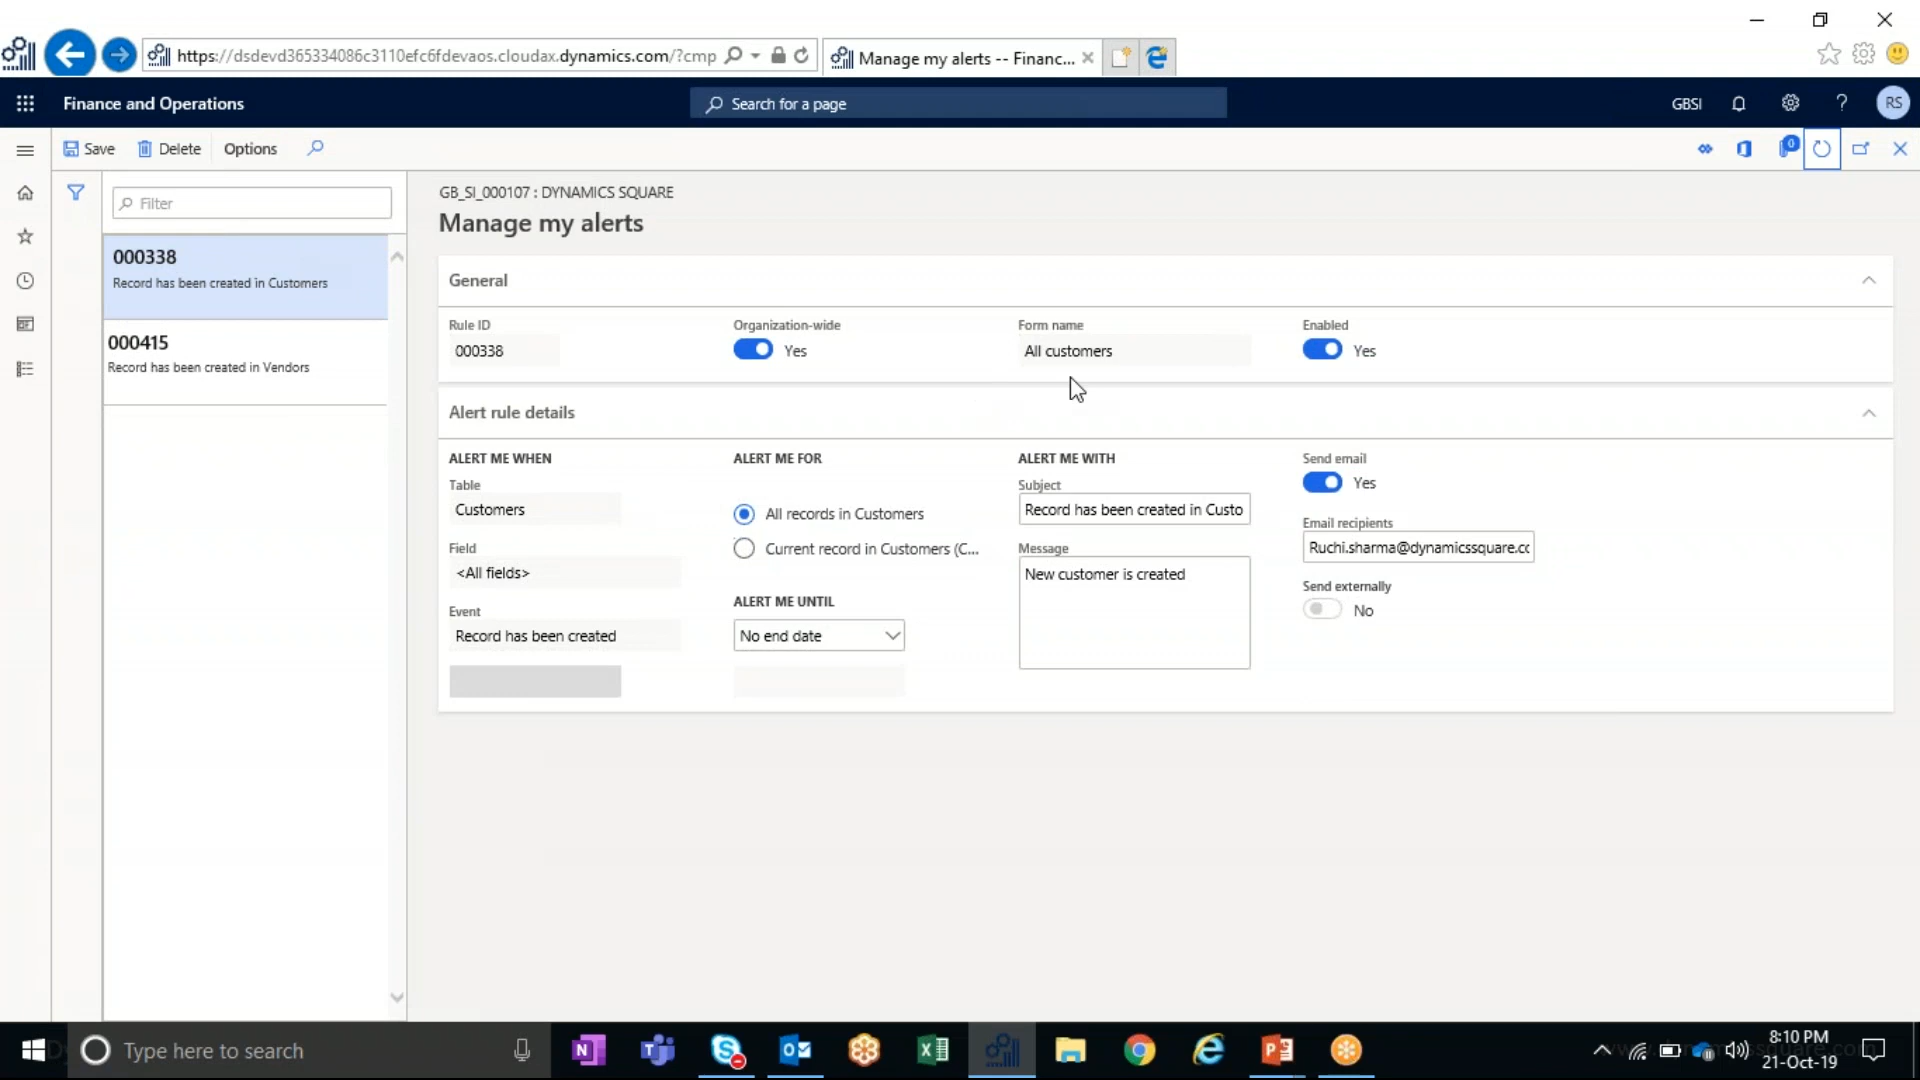 https://dsdevd365334086c3110efc6fdevaos.cloudax.dynamics.com/?cmp
Manage my alerts -- Financ...
Finance and Operations
Search for a page
GBSI
?
RS
Save
Delete
Options
0
Filter
000338
Record has been created in Customers
000415
Record has been created in Vendors
GB_SI_000107 : DYNAMICS SQUARE
Manage my alerts
General
Rule ID
000338
Organization-wide
Yes
Form name
All customers
Enabled
Yes
Alert rule details
ALERT ME WHEN
Table
Customers
Field
<All fields>
Event
Record has been created
ALERT ME FOR
All records in Customers
Current record in Customers (C...
ALERT ME UNTIL
No end date
ALERT ME WITH
Subject
Record has been created in Custo
Message
New customer is created
Send email
Yes
Email recipients
Ruchi.sharma@dynamicssquare.cc
Send externally
No
Type here to search
8:10 PM
21-Oct-19